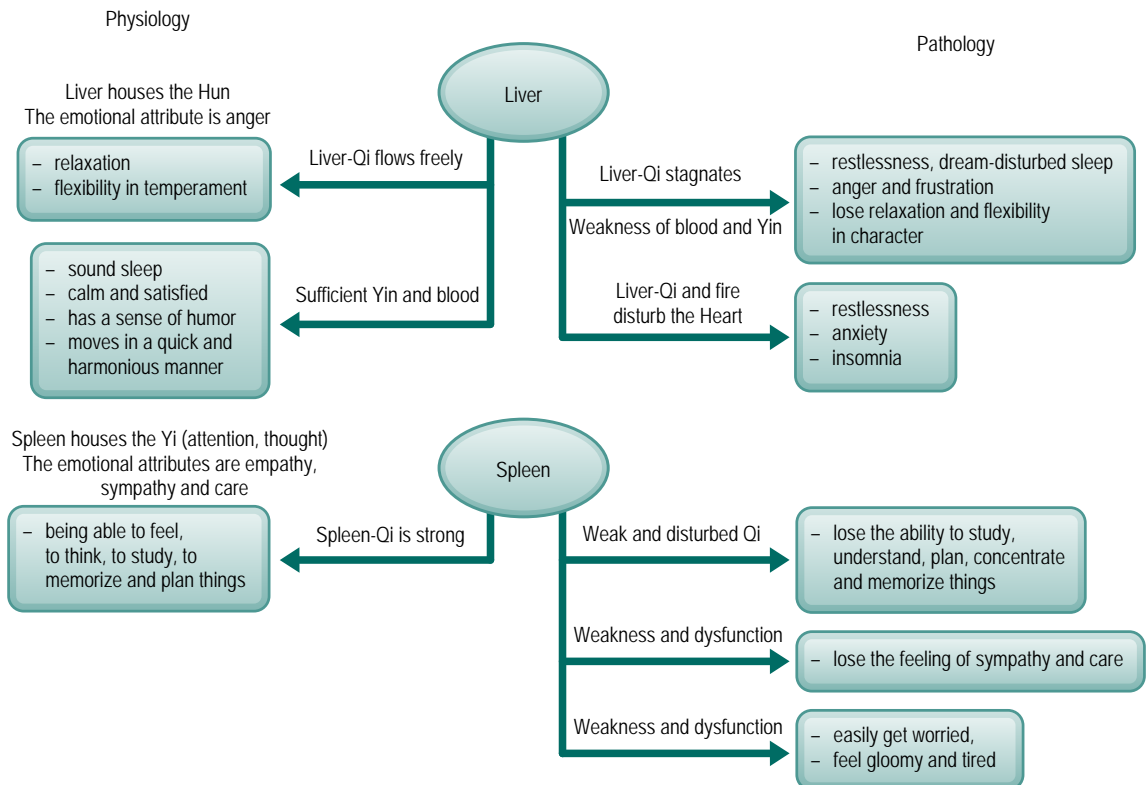 Physiology
Pathology
Liver houses the Hun
The emotional attribute is anger
Liver
– relaxation
– flexibility in temperament
Liver-Qi flows freely
– sound sleep
– calm and satisfied
– has a sense of humor
– moves in a quick and
harmonious manner
Sufficient Yin and blood
Liver-Qi stagnates
Weakness of blood and Yin
– restlessness, dream-disturbed sleep
– anger and frustration
– lose relaxation and flexibility
in character
Liver-Qi and fire
disturb the Heart
– restlessness
– anxiety
– insomnia
Spleen houses the Yi (attention, thought)
The emotional attributes are empathy,
sympathy and care
Spleen
– being able to feel,
to think, to study, to
memorize and plan things
Spleen-Qi is strong
Weak and disturbed Qi
– lose the ability to study,
understand, plan, concentrate
and memorize things
Weakness and dysfunction
– lose the feeling of sympathy and care
Weakness and dysfunction
– easily get worried,
– feel gloomy and tired